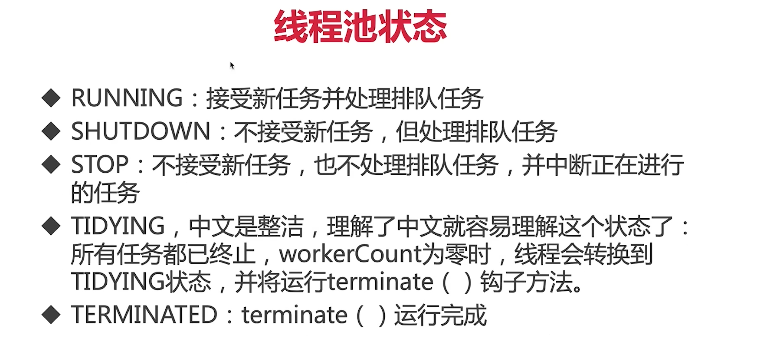 线程池状态
◆ RUNNING：接受新任务并处理排队任务
◆ SHUTDOWN：不接受新任务，但处理排队任务
◆ STOP：不接受新任务，也不处理排队任务，并中断正在进行
的任务
◆ TIDYING，中文是整洁，理解了中文就容易理解这个状态了：
所有任务都已终止，workerCount为零时，线程会转换到
TIDYING状态，并将运行terminate（ ）钩子方法。
◆ TERMINATED：terminate（ ）运行完成